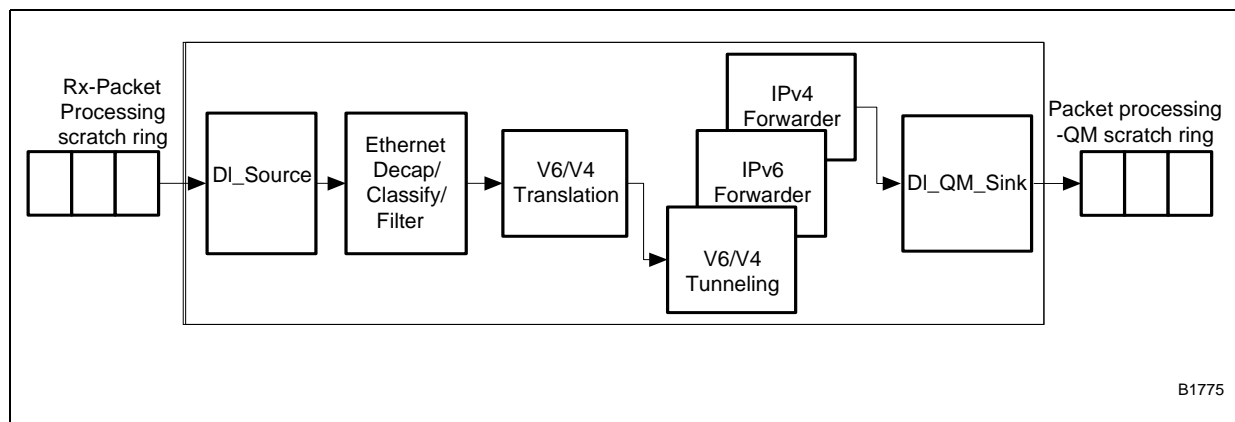 Rx-Packet
Processing
scratch ring
Dl_Source
Ethernet
Decap/
Classify/
Filter
V6/V4
Translation
IPv4
Forwarder
IPv6
Forwarder
V6/V4
Tunneling
Dl_QM_Sink
Packet processing
-QM scratch ring
B1775